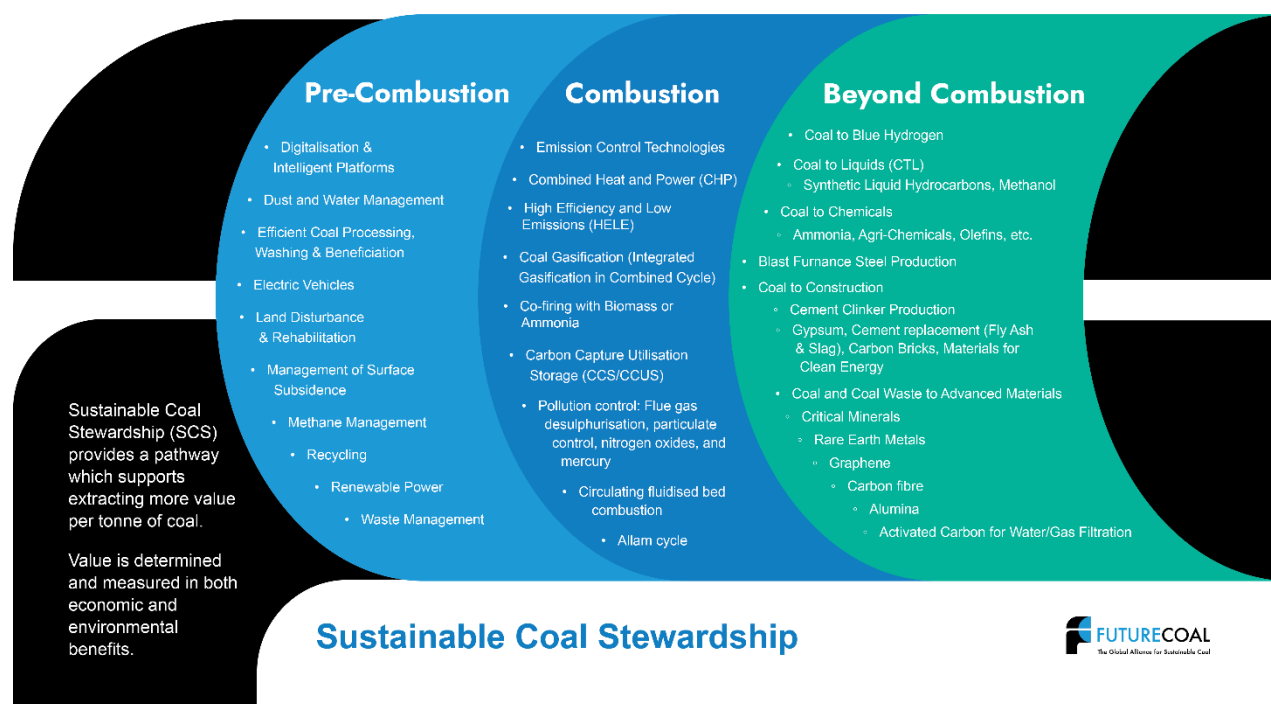 Pre-Combustion
• Digitalisation &
Intelligent Platforms
• Dust and Water Management
• Efficient Coal Processing,
Washing & Beneficiation
• Electric Vehicles
• Land Disturbance
& Rehabilitation
• Management of Surface
Subsidence
• Methane Management
• Recycling
• Renewable Power
• Waste Management
Combustion
• Emission Control Technologies
• Combined Heat and Power (CHP)
• High Efficiency and Low
Emissions (HELE)
• Coal Gasification (Integrated
Gasification in Combined Cycle)
• Co-firing with Biomass or
Ammonia
• Carbon Capture Utilisation
Storage (CCS/CCUS)
• Pollution control: Flue gas
desulphurisation, particulate
control, nitrogen oxides, and
mercury
• Circulating fluidised bed
combustion
• Allam cycle
Beyond Combustion
• Coal to Blue Hydrogen
• Coal to Liquids (CTL)
◦ Synthetic Liquid Hydrocarbons, Methanol
• Coal to Chemicals
◦ Ammonia, Agri-Chemicals, Olefins, etc.
• Blast Furnance Steel Production
• Coal to Construction
◦ Cement Clinker Production
◦ Gypsum, Cement replacement (Fly Ash
& Slag), Carbon Bricks, Materials for
Clean Energy
• Coal and Coal Waste to Advanced Materials
◦ Critical Minerals
◦ Rare Earth Metals
◦ Graphene
◦ Carbon fibre
◦ Alumina
◦ Activated Carbon for Water/Gas Filtration
Sustainable Coal
Stewardship (SCS)
provides a pathway
which supports
extracting more value
per tonne of coal.
Value is determined
and measured in both
economic and
environmental
benefits.
Sustainable Coal Stewardship
FUTURECOAL
The Global Alliance for Sustainable Coal